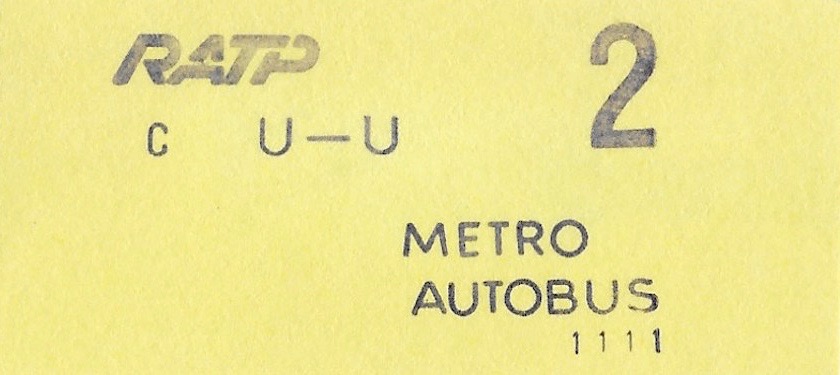 RATP 2
C U—U
METRO
AUTOBUS
1111